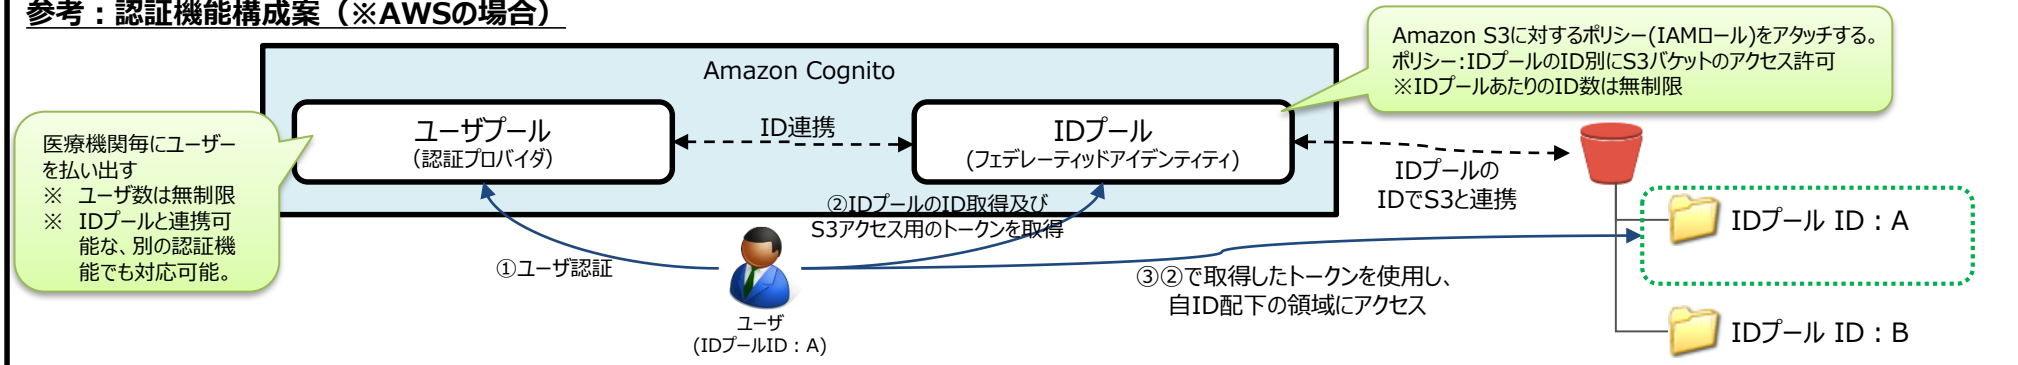 参考：認証機能構成案（※AWSの場合）
Amazon Cognito
Amazon S3に対するポリシー(IAMロール)をアタッチする。
ポリシー:IDプールのID別にS3バケットのアクセス許可
※IDプールあたりのID数は無制限
医療機関毎にユーザー
を払い出す
※ ユーザ数は無制限
※ IDプールと連携可
能な、別の認証機
能でも対応可能。
ユーザプール
（認証プロバイダ）
ID連携
IDプール
(フェデレーティッドアイデンティティ)
IDプールの
IDでS3と連携
②IDプールのID取得及び
S3アクセス用のトークンを取得
①ユーザ認証
ユーザ
(IDプールID：A)
③②で取得したトークンを使用し、
自ID配下の領域にアクセス
IDプール ID：A
IDプール ID：B